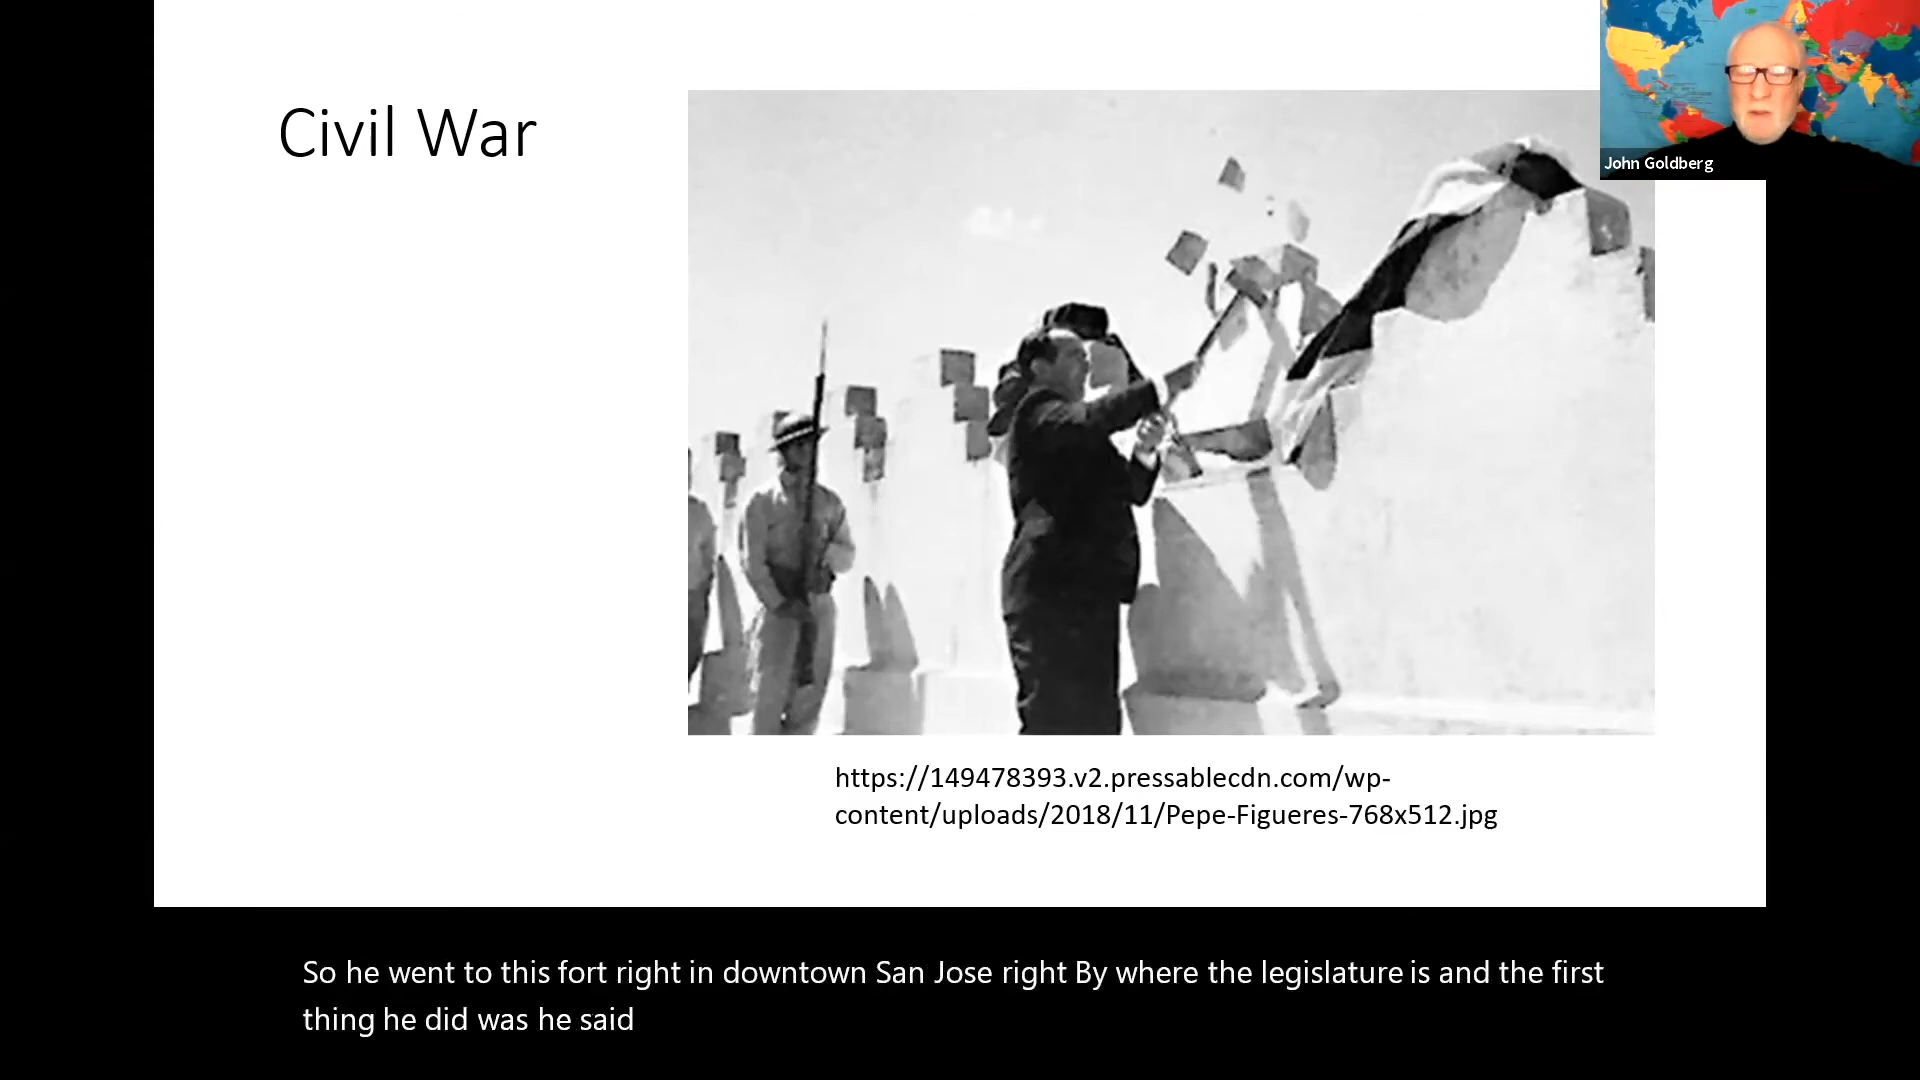 Civil War
John Goldberg
https://149478393.v2.pressablecdn.com/wp-
content/uploads/2018/11/Pepe-Figueres-768x512.jpg
So he went to this fort right in downtown San Jose right By where the legislature is and the first
thing he did was he said